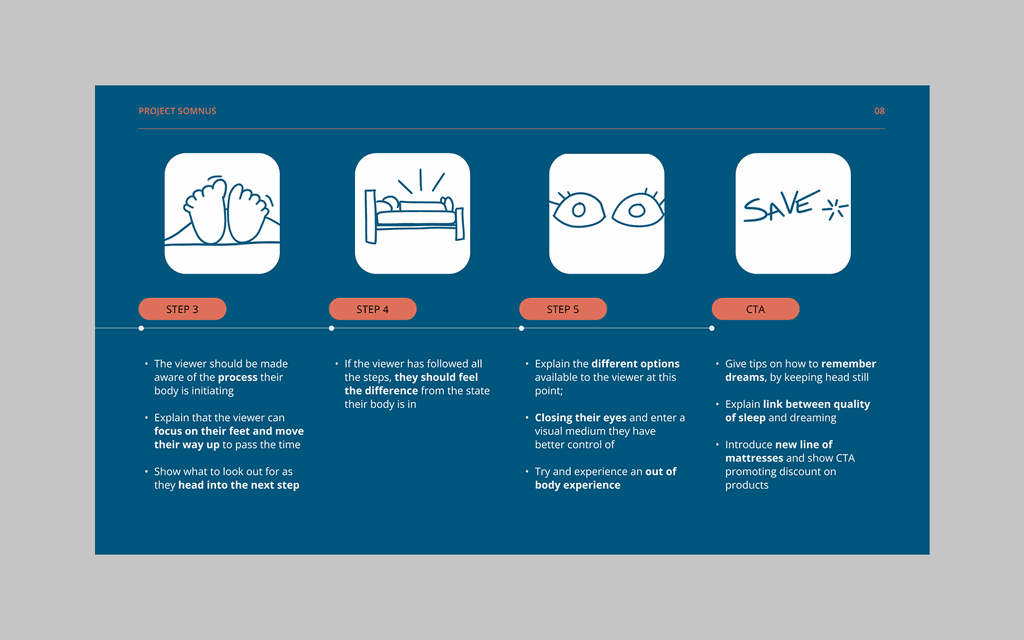 PROJECT SOMNUS
08
SAVE
STEP 3
STEP 4
STEP 5
CTA
• The viewer should be made
aware of the process their
body is initiating
• Explain that the viewer can
focus on their feet and move
their way up to pass the time
• Show what to look out for as
they head into the next step
• If the viewer has followed all
the steps, they should feel
the difference from the state
their body is in
• Explain the different options
available to the viewer at this
point;
• Closing their eyes and enter a
visual medium they have
better control of
• Try and experience an out of
body experience
• Give tips on how to remember
dreams, by keeping head still
• Explain link between quality
of sleep and dreaming
• Introduce new line of
mattresses and show CTA
promoting discount on
products